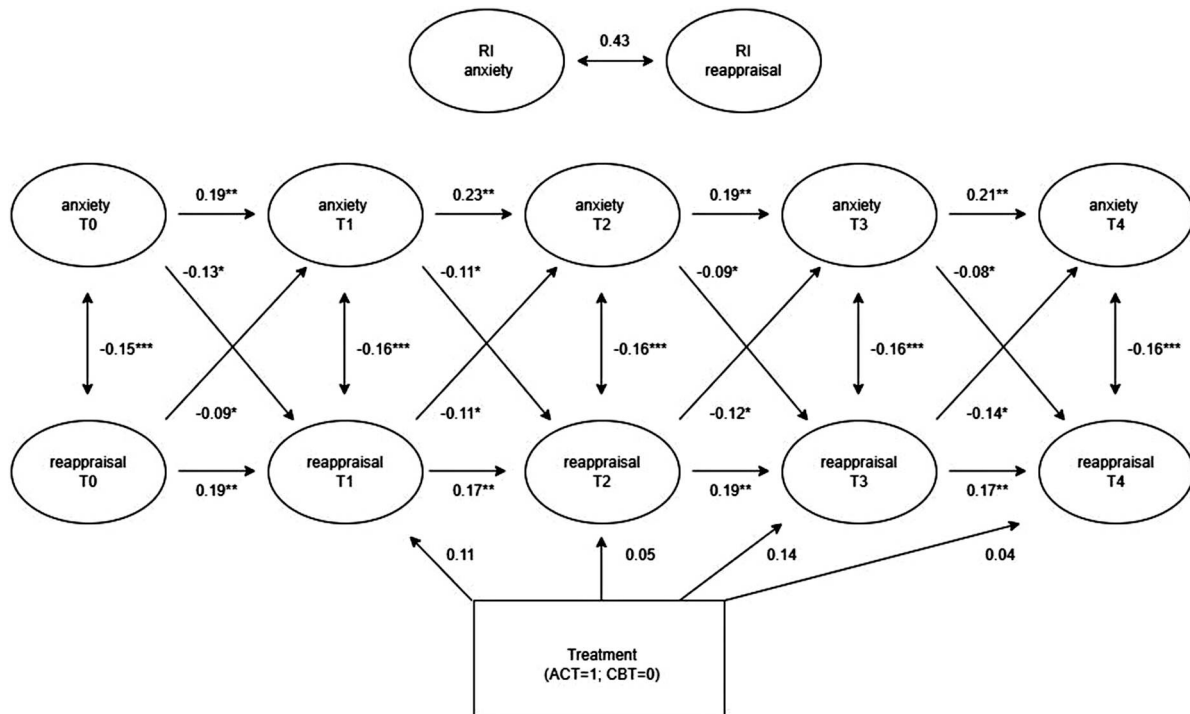 0.43
RI
anxiety
RI
reappraisal
0.19**
0.23**
0.19**
0.21**
anxiety
T0
anxiety
T1
anxiety
T2
anxiety
T3
anxiety
T4
-0.13*
-0.11*
-0.09*
-0.08*
-0.15***
-0.16***
-0.16***
-0.16***
-0.16***
-0.09*
-0.11*
-0.12*
-0.14*
reappraisal
T0
reappraisal
T1
reappraisal
T2
reappraisal
T3
reappraisal
T4
0.19**
0.17**
0.19**
0.17**
0.11
0.05
0.14
0.04
Treatment
(ACT=1; CBT=0)